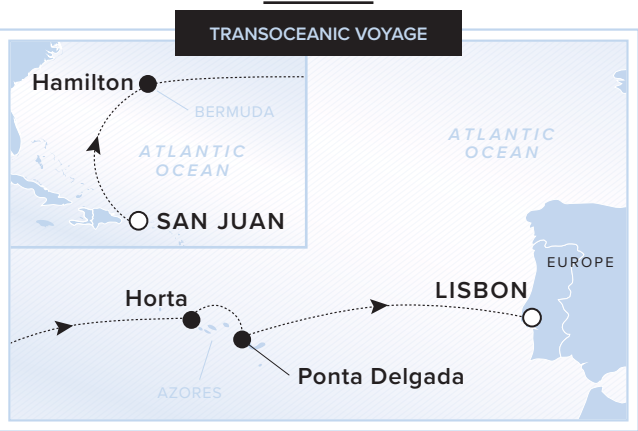 TRANSOCEANIC VOYAGE
Hamilton
BERMUDA
ATLANTIC
OCEAN
SAN JUAN
ATLANTIC
OCEAN
EUROPE
LISBON
Horta
Ponta Delgada
AZORES